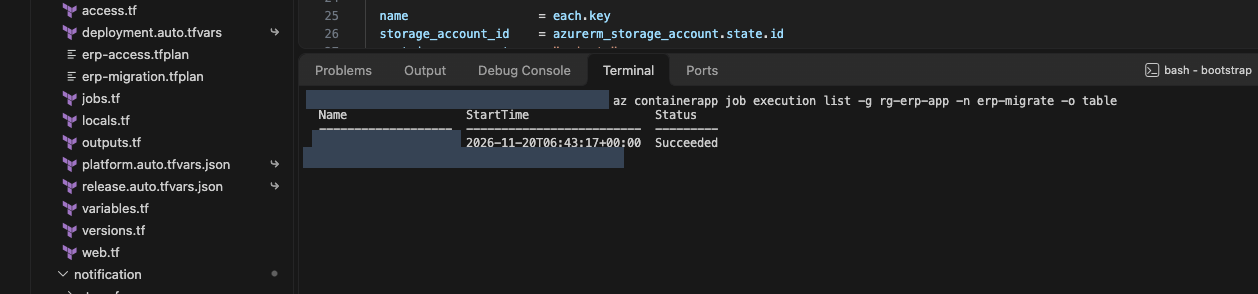 access.tf
deployment.auto.tfvars
erp-access.tfplan
erp-migration.tfplan
jobs.tf
locals.tf
outputs.tf
platform.auto.tfvars.json
release.auto.tfvars.json
variables.tf
versions.tf
web.tf
notification
25 name = each.key
26 storage_account_id = azurerm_storage_account.state.id
Problems Output Debug Console Terminal Ports bash - bootstrap
az containerapp job execution list -g rg-erp-app -n erp-migrate -o table
Name StartTime Status
-------------------- ------------------------- ---------
2026-11-20T06:43:17+00:00 Succeeded